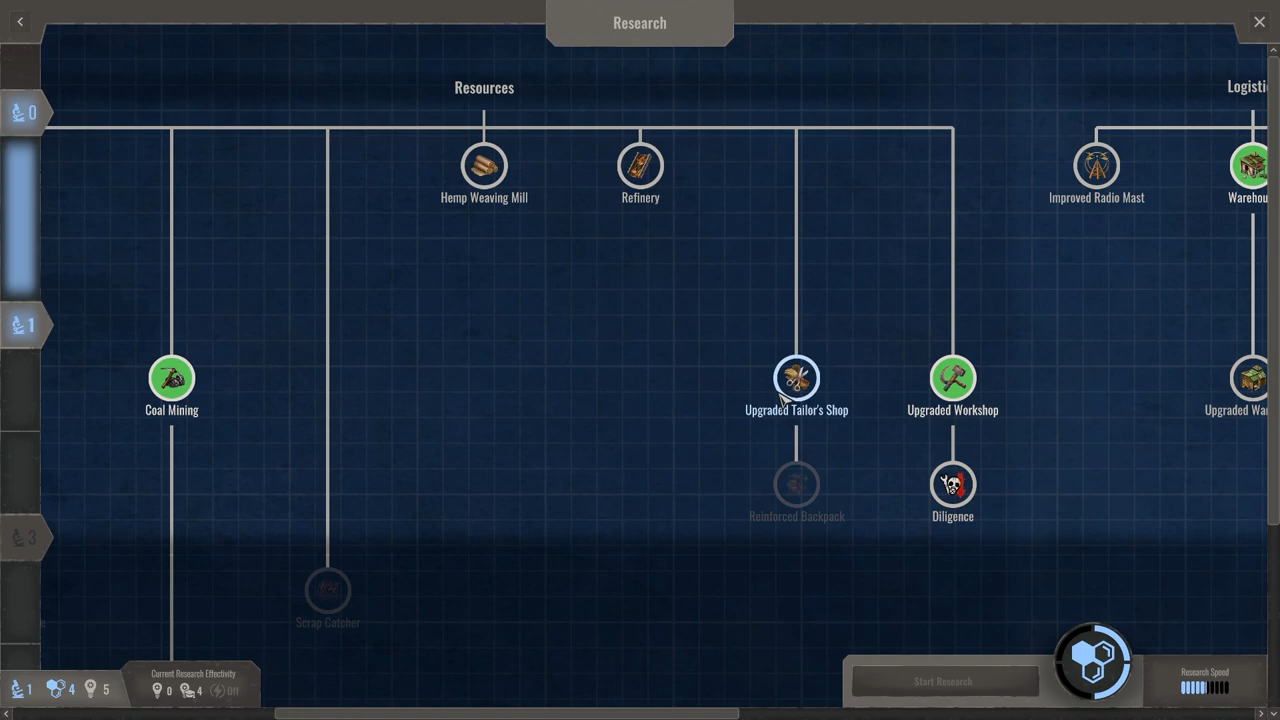 Research
Resources
Logisti
0
Hemp Weaving Mill
Refinery
Improved Radio Mast
Warehou
1
Coal Mining
Upgraded Tailor's Shop
Upgraded Workshop
Upgraded Wa
Reinforced Backpack
Diligence
3
Scrap Catcher
e
1 4 5
Current Research Effectivity
0 4 Off
Start Research
Research Speed